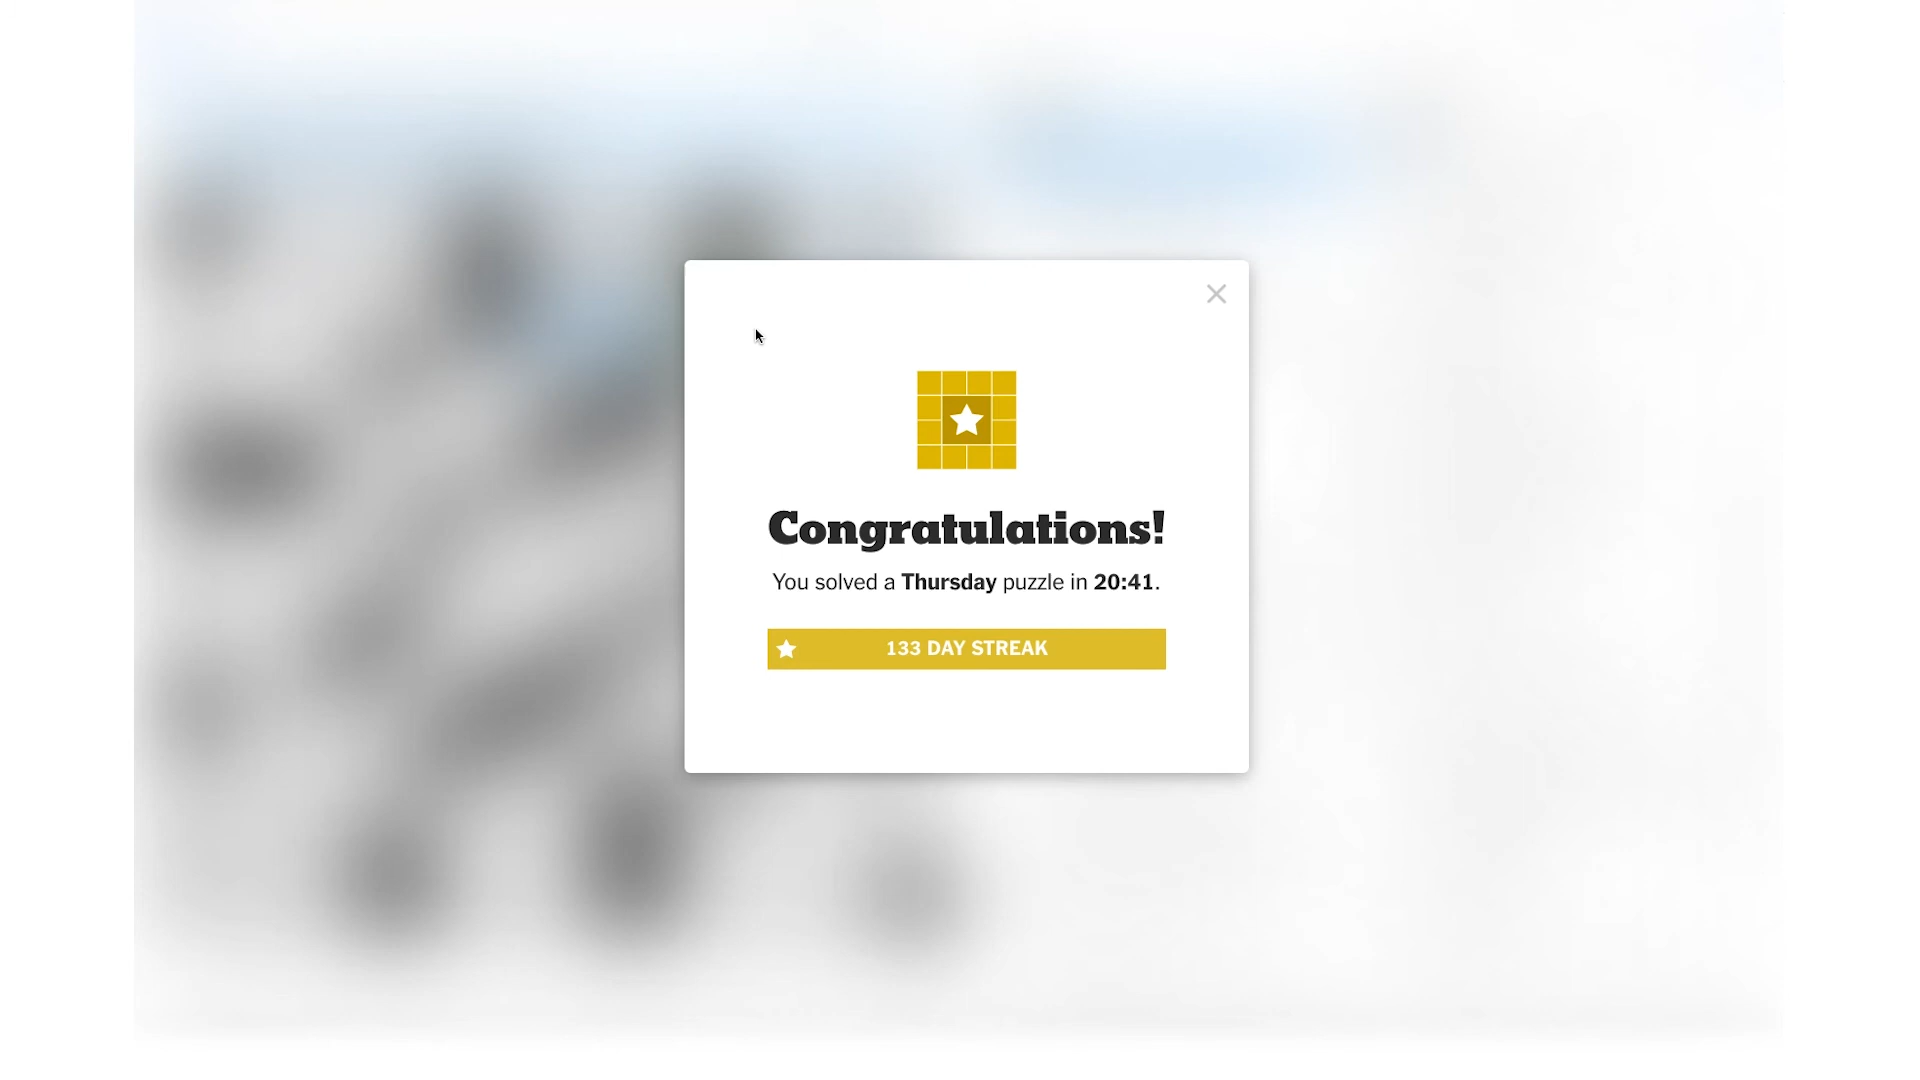 Congratulations!
You solved a Thursday puzzle in 20:41.
133 DAY STREAK